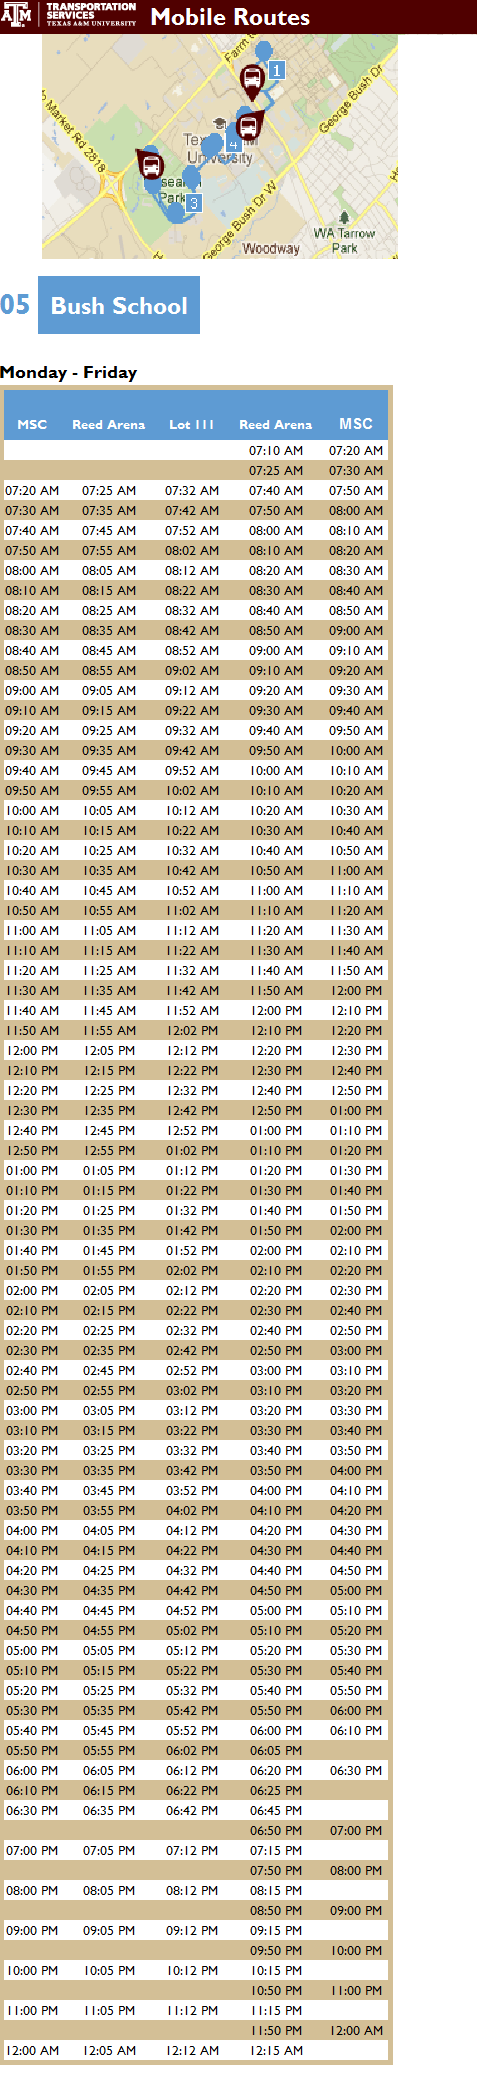 TRANSPORTATION
SERVICES
TEXAS A&M UNIVERSITY
Mobile Routes
1
4
3
George Bush Dr
George Bush Dr W
Woodway
WA Tarrow
Park
05 Bush School
Monday - Friday
MSC Reed Arena Lot 111 Reed Arena MSC
07:10 AM 07:20 AM
07:25 AM 07:30 AM
07:20 AM 07:25 AM 07:32 AM 07:40 AM 07:50 AM
07:30 AM 07:35 AM 07:42 AM 07:50 AM 08:00 AM
07:40 AM 07:45 AM 07:52 AM 08:00 AM 08:10 AM
07:50 AM 07:55 AM 08:02 AM 08:10 AM 08:20 AM
08:00 AM 08:05 AM 08:12 AM 08:20 AM 08:30 AM
08:10 AM 08:15 AM 08:22 AM 08:30 AM 08:40 AM
08:20 AM 08:25 AM 08:32 AM 08:40 AM 08:50 AM
08:30 AM 08:35 AM 08:42 AM 08:50 AM 09:00 AM
08:40 AM 08:45 AM 08:52 AM 09:00 AM 09:10 AM
08:50 AM 08:55 AM 09:02 AM 09:10 AM 09:20 AM
09:00 AM 09:05 AM 09:12 AM 09:20 AM 09:30 AM
09:10 AM 09:15 AM 09:22 AM 09:30 AM 09:40 AM
09:20 AM 09:25 AM 09:32 AM 09:40 AM 09:50 AM
09:30 AM 09:35 AM 09:42 AM 09:50 AM 10:00 AM
09:40 AM 09:45 AM 09:52 AM 10:00 AM 10:10 AM
09:50 AM 09:55 AM 10:02 AM 10:10 AM 10:20 AM
10:00 AM 10:05 AM 10:12 AM 10:20 AM 10:30 AM
10:10 AM 10:15 AM 10:22 AM 10:30 AM 10:40 AM
10:20 AM 10:25 AM 10:32 AM 10:40 AM 10:50 AM
10:30 AM 10:35 AM 10:42 AM 10:50 AM 11:00 AM
10:40 AM 10:45 AM 10:52 AM 11:00 AM 11:10 AM
10:50 AM 10:55 AM 11:02 AM 11:10 AM 11:20 AM
11:00 AM 11:05 AM 11:12 AM 11:20 AM 11:30 AM
11:10 AM 11:15 AM 11:22 AM 11:30 AM 11:40 AM
11:20 AM 11:25 AM 11:32 AM 11:40 AM 11:50 AM
11:30 AM 11:35 AM 11:42 AM 11:50 AM 12:00 PM
11:40 AM 11:45 AM 11:52 AM 12:00 PM 12:10 PM
11:50 AM 11:55 AM 12:02 PM 12:10 PM 12:20 PM
12:00 PM 12:05 PM 12:12 PM 12:20 PM 12:30 PM
12:10 PM 12:15 PM 12:22 PM 12:30 PM 12:40 PM
12:20 PM 12:25 PM 12:32 PM 12:40 PM 12:50 PM
12:30 PM 12:35 PM 12:42 PM 12:50 PM 01:00 PM
12:40 PM 12:45 PM 12:52 PM 01:00 PM 01:10 PM
12:50 PM 12:55 PM 01:02 PM 01:10 PM 01:20 PM
01:00 PM 01:05 PM 01:12 PM 01:20 PM 01:30 PM
01:10 PM 01:15 PM 01:22 PM 01:30 PM 01:40 PM
01:20 PM 01:25 PM 01:32 PM 01:40 PM 01:50 PM
01:30 PM 01:35 PM 01:42 PM 01:50 PM 02:00 PM
01:40 PM 01:45 PM 01:52 PM 02:00 PM 02:10 PM
01:50 PM 01:55 PM 02:02 PM 02:10 PM 02:20 PM
02:00 PM 02:05 PM 02:12 PM 02:20 PM 02:30 PM
02:10 PM 02:15 PM 02:22 PM 02:30 PM 02:40 PM
02:20 PM 02:25 PM 02:32 PM 02:40 PM 02:50 PM
02:30 PM 02:35 PM 02:42 PM 02:50 PM 03:00 PM
02:40 PM 02:45 PM 02:52 PM 03:00 PM 03:10 PM
02:50 PM 02:55 PM 03:02 PM 03:10 PM 03:20 PM
03:00 PM 03:05 PM 03:12 PM 03:20 PM 03:30 PM
03:10 PM 03:15 PM 03:22 PM 03:30 PM 03:40 PM
03:20 PM 03:25 PM 03:32 PM 03:40 PM 03:50 PM
03:30 PM 03:35 PM 03:42 PM 03:50 PM 04:00 PM
03:40 PM 03:45 PM 03:52 PM 04:00 PM 04:10 PM
03:50 PM 03:55 PM 04:02 PM 04:10 PM 04:20 PM
04:00 PM 04:05 PM 04:12 PM 04:20 PM 04:30 PM
04:10 PM 04:15 PM 04:22 PM 04:30 PM 04:40 PM
04:20 PM 04:25 PM 04:32 PM 04:40 PM 04:50 PM
04:30 PM 04:35 PM 04:42 PM 04:50 PM 05:00 PM
04:40 PM 04:45 PM 04:52 PM 05:00 PM 05:10 PM
04:50 PM 04:55 PM 05:02 PM 05:10 PM 05:20 PM
05:00 PM 05:05 PM 05:12 PM 05:20 PM 05:30 PM
05:10 PM 05:15 PM 05:22 PM 05:30 PM 05:40 PM
05:20 PM 05:25 PM 05:32 PM 05:40 PM 05:50 PM
05:30 PM 05:35 PM 05:42 PM 05:50 PM 06:00 PM
05:40 PM 05:45 PM 05:52 PM 06:00 PM 06:10 PM
05:50 PM 05:55 PM 06:02 PM 06:05 PM
06:00 PM 06:05 PM 06:12 PM 06:20 PM 06:30 PM
06:10 PM 06:15 PM 06:22 PM 06:25 PM
06:30 PM 06:35 PM 06:42 PM 06:45 PM
06:50 PM 07:00 PM
07:00 PM 07:05 PM 07:12 PM 07:15 PM
07:50 PM 08:00 PM
08:00 PM 08:05 PM 08:12 PM 08:15 PM
08:50 PM 09:00 PM
09:00 PM 09:05 PM 09:12 PM 09:15 PM
09:50 PM 10:00 PM
10:00 PM 10:05 PM 10:12 PM 10:15 PM
10:50 PM 11:00 PM
11:00 PM 11:05 PM 11:12 PM 11:15 PM
11:50 PM 12:00 AM
12:00 AM 12:05 AM 12:12 AM 12:15 AM